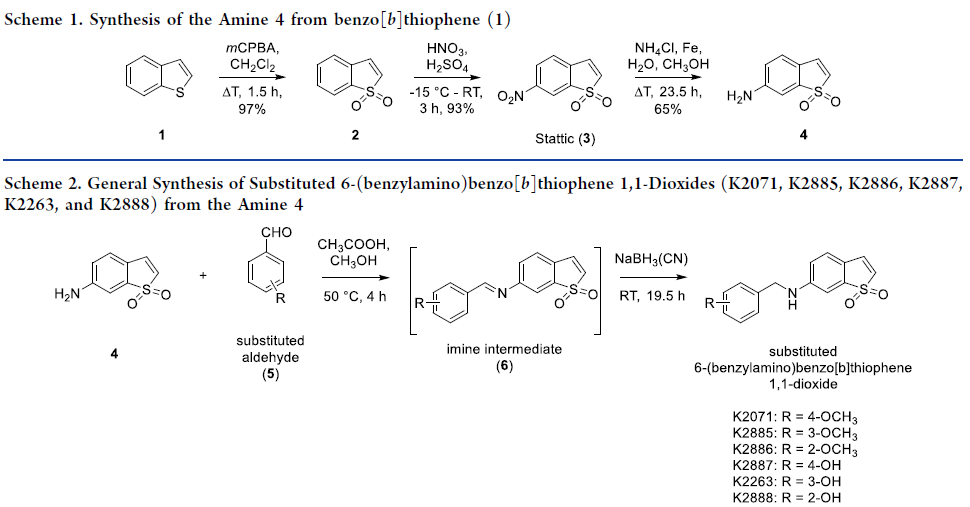 Scheme 1. Synthesis of the Amine 4 from benzo[b]thiophene (1)
mCPBA,
CH2Cl2
ΔT, 1.5 h,
97%
HNO3,
H2SO4
-15 °C - RT,
3 h, 93%
NH4Cl, Fe,
H2O, CH3OH
ΔT, 23.5 h,
65%
S
S
O
O
O2N
S
O
O
H2N
S
O
O
1
2
Stattic (3)
4
Scheme 2. General Synthesis of Substituted 6-(benzylamino)benzo[b]thiophene 1,1-Dioxides (K2071, K2885, K2886, K2887,
K2263, and K2888) from the Amine 4
H2N
S
O
O
4
+
CHO
R
substituted
aldehyde
(5)
CH3COOH,
CH3OH
50 °C, 4 h
R
N
S
O
O
imine intermediate
(6)
NaBH3(CN)
RT, 19.5 h
R
N
H
S
O
O
substituted
6-(benzylamino)benzo[b]thiophene
1,1-dioxide
K2071: R = 4-OCH3
K2885: R = 3-OCH3
K2886: R = 2-OCH3
K2887: R = 4-OH
K2263: R = 3-OH
K2888: R = 2-OH